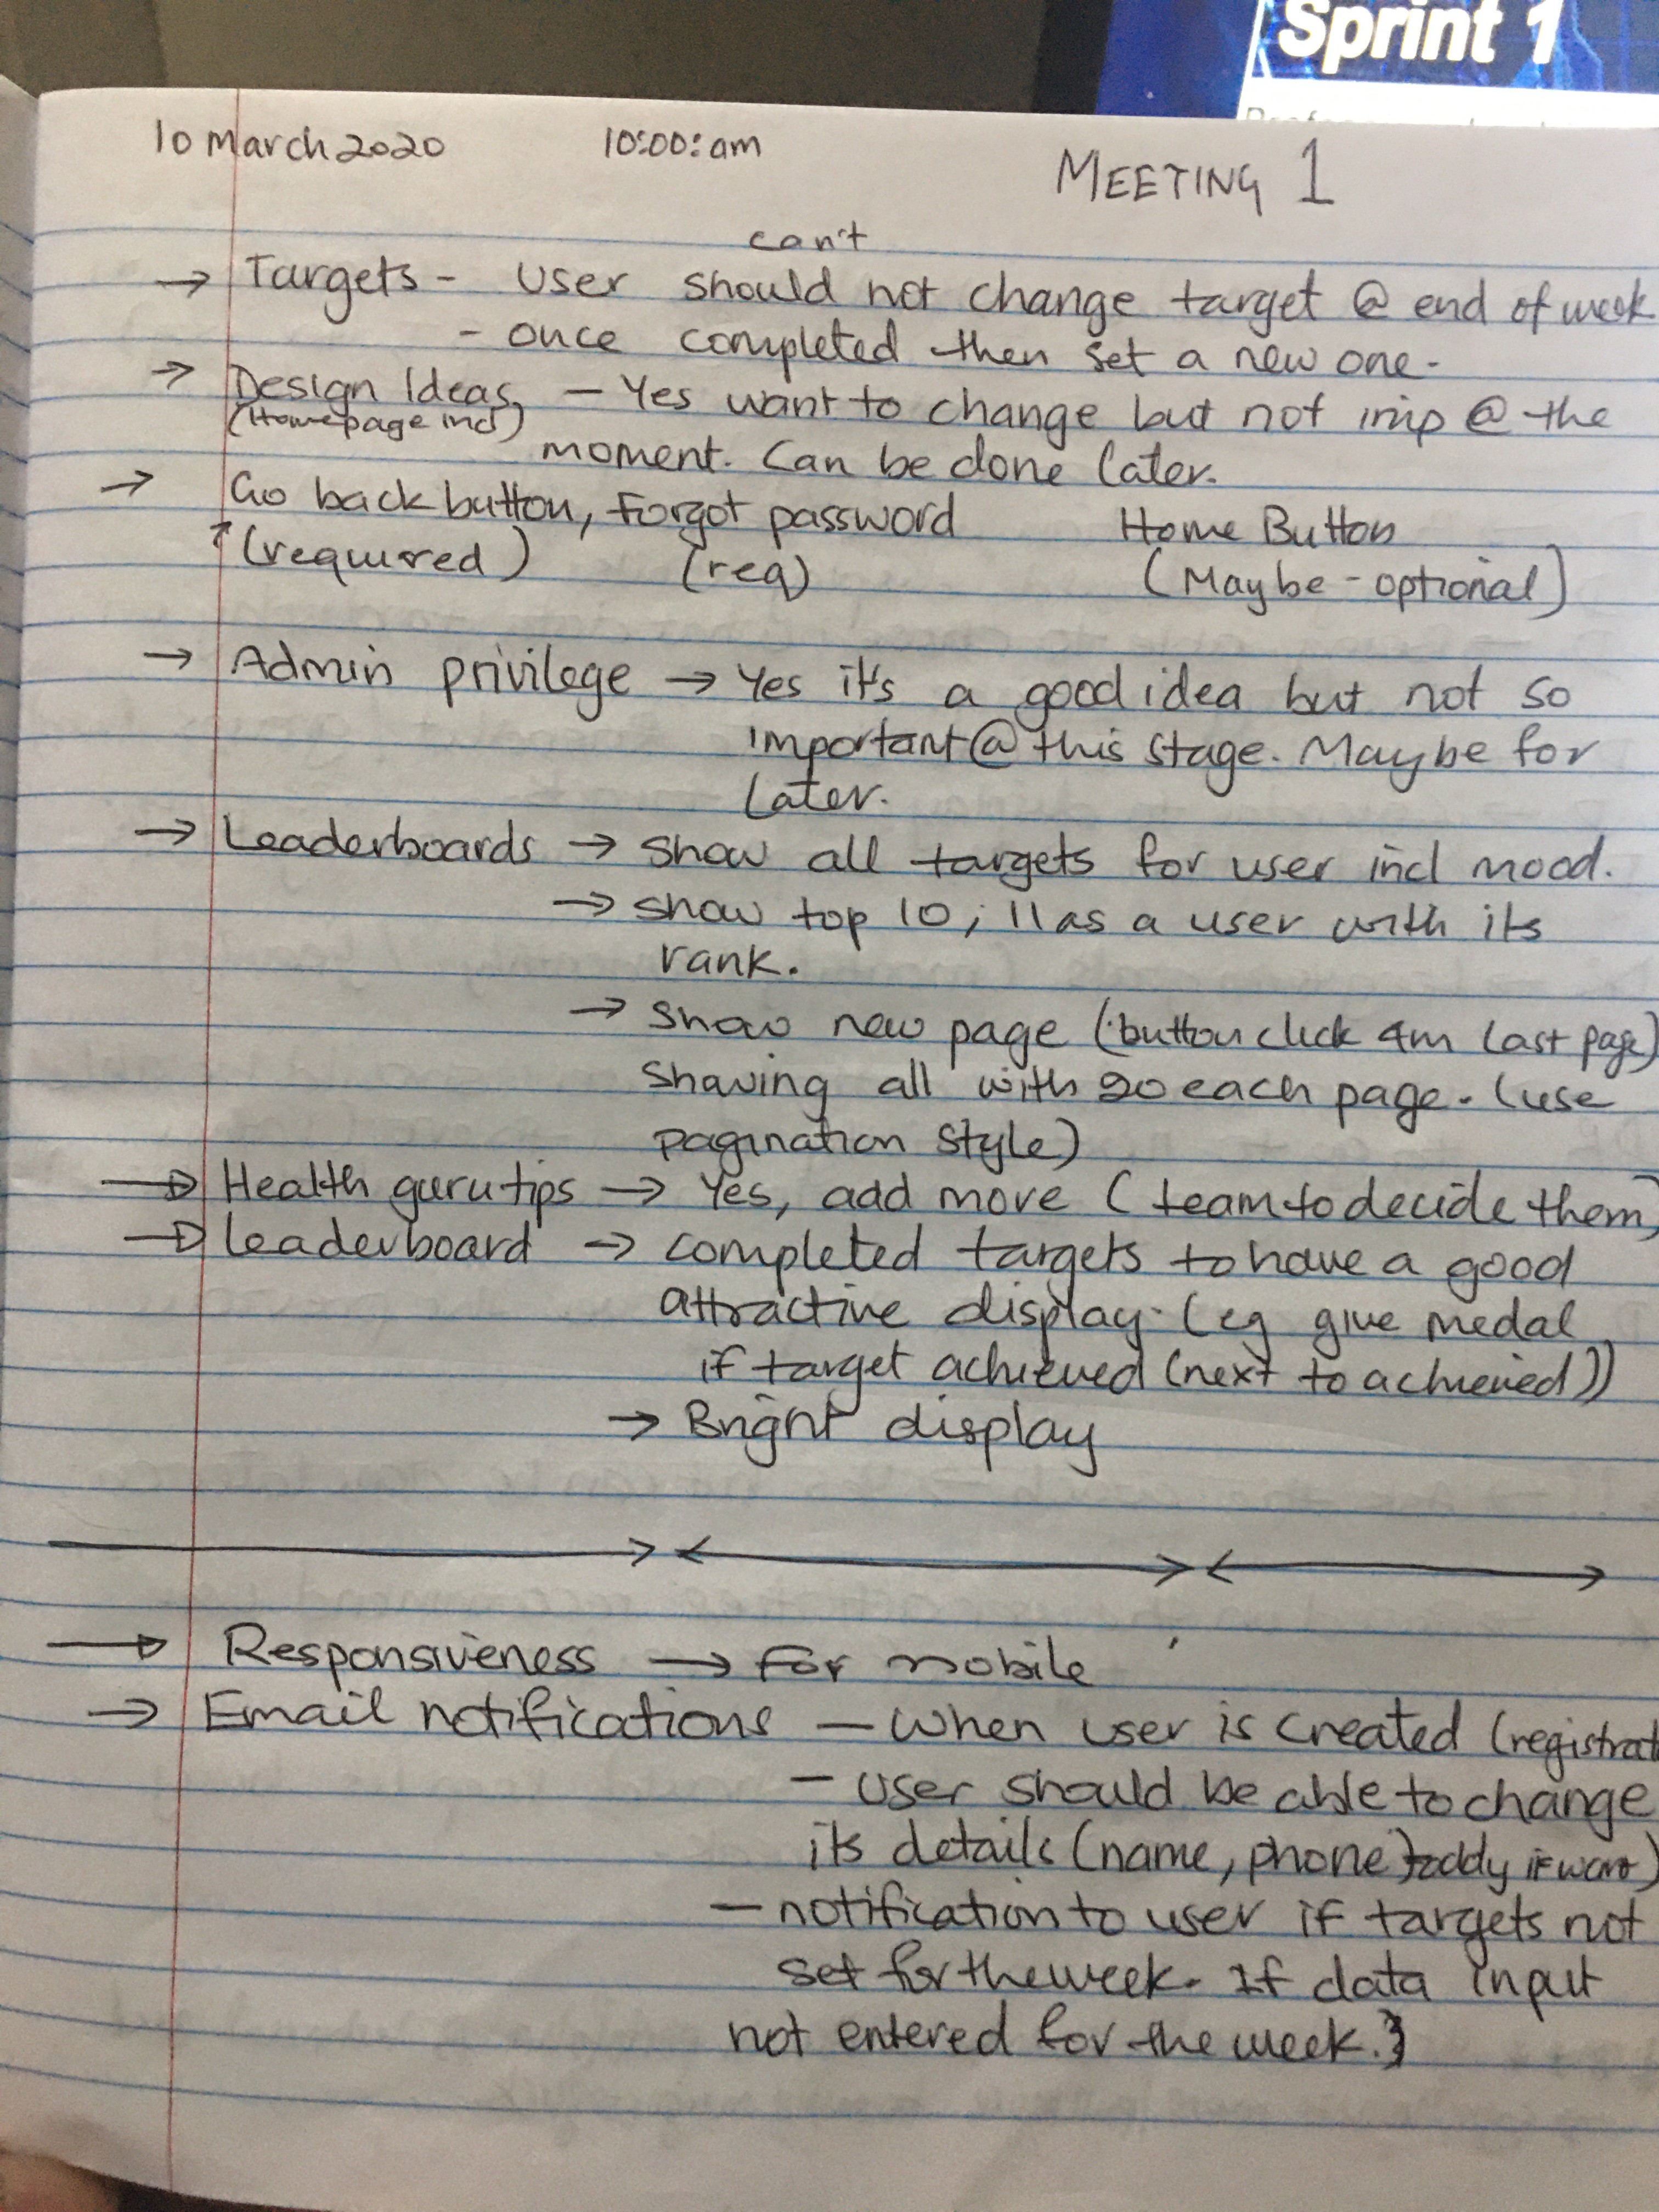 Sprint 1
10 March 2020 10:00:am MEETING 1
can't
→ Targets - User should not change target @ end of week
- once completed then set a new one.
→ Design Ideas — Yes want to change but not imp @ the
(Homepage incl)
moment. Can be done later.
→ Go back button, Forgot password Home Button
(required) (req) (Maybe - optional)
→ Admin privilege → Yes it's a good idea but not so
important @ this stage. Maybe for
Later.
→ Leaderboards → Show all targets for user incl mood.
→ show top 10, 11 as a user with its
rank.
→ Show new page (button click 4m last page)
Showing all with 20 each page. (use
pagination style)
→ Health guru tips → Yes, add more (team to decide them)
→ leaderboard → completed targets to have a good
attractive display. (eg give medal
if target achieved (next to achieved))
→ Bright display
→ Responsiveness → For mobile
→ Email notifications — When user is created (registrat
— User should be able to change
its details (name, phone) if want)
— notification to user if targets not
set for the week. If data input
not entered for the week.}